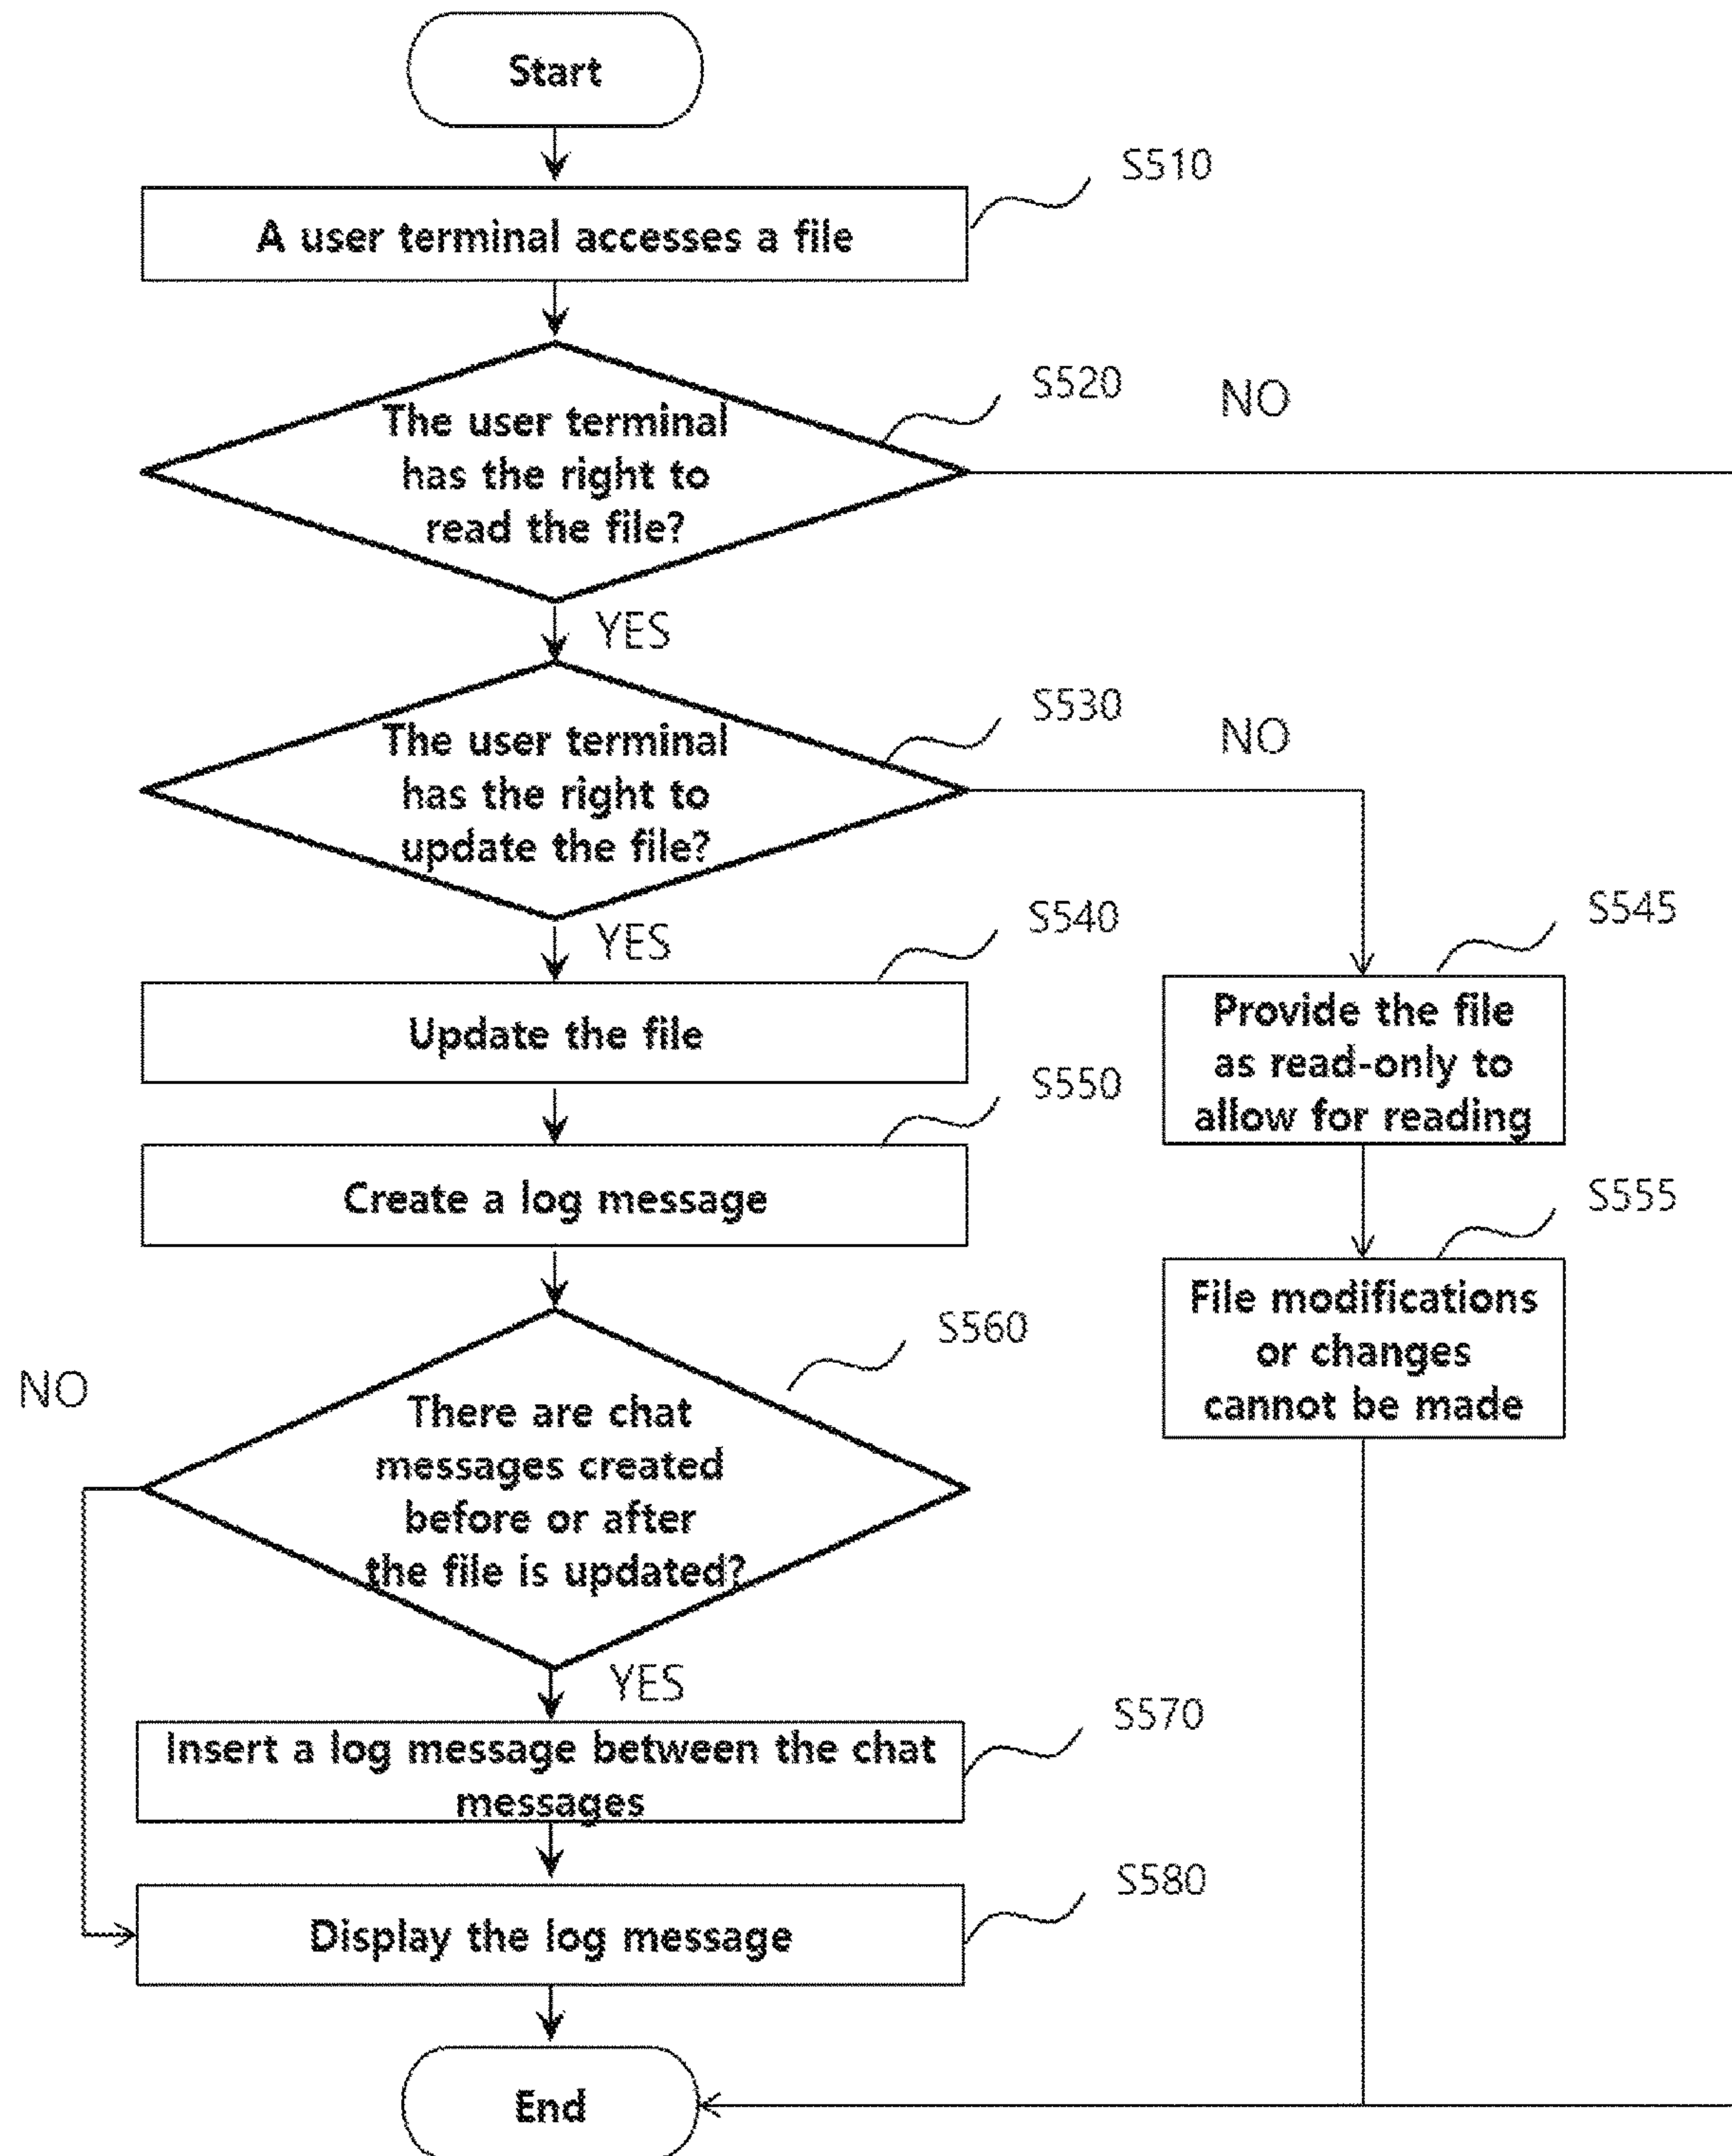 Start
S510
A user terminal accesses a file
S520
NO
The user terminal
has the right to
read the file?
YES
S530
NO
The user terminal
has the right to
update the file?
YES
S540
S545
Update the file
Provide the file
as read-only to
allow for reading
S550
Create a log message
S555
File modifications
or changes
cannot be made
S560
NO
There are chat
messages created
before or after
the file is updated?
YES
S570
Insert a log message between the chat
messages
S580
Display the log message
End